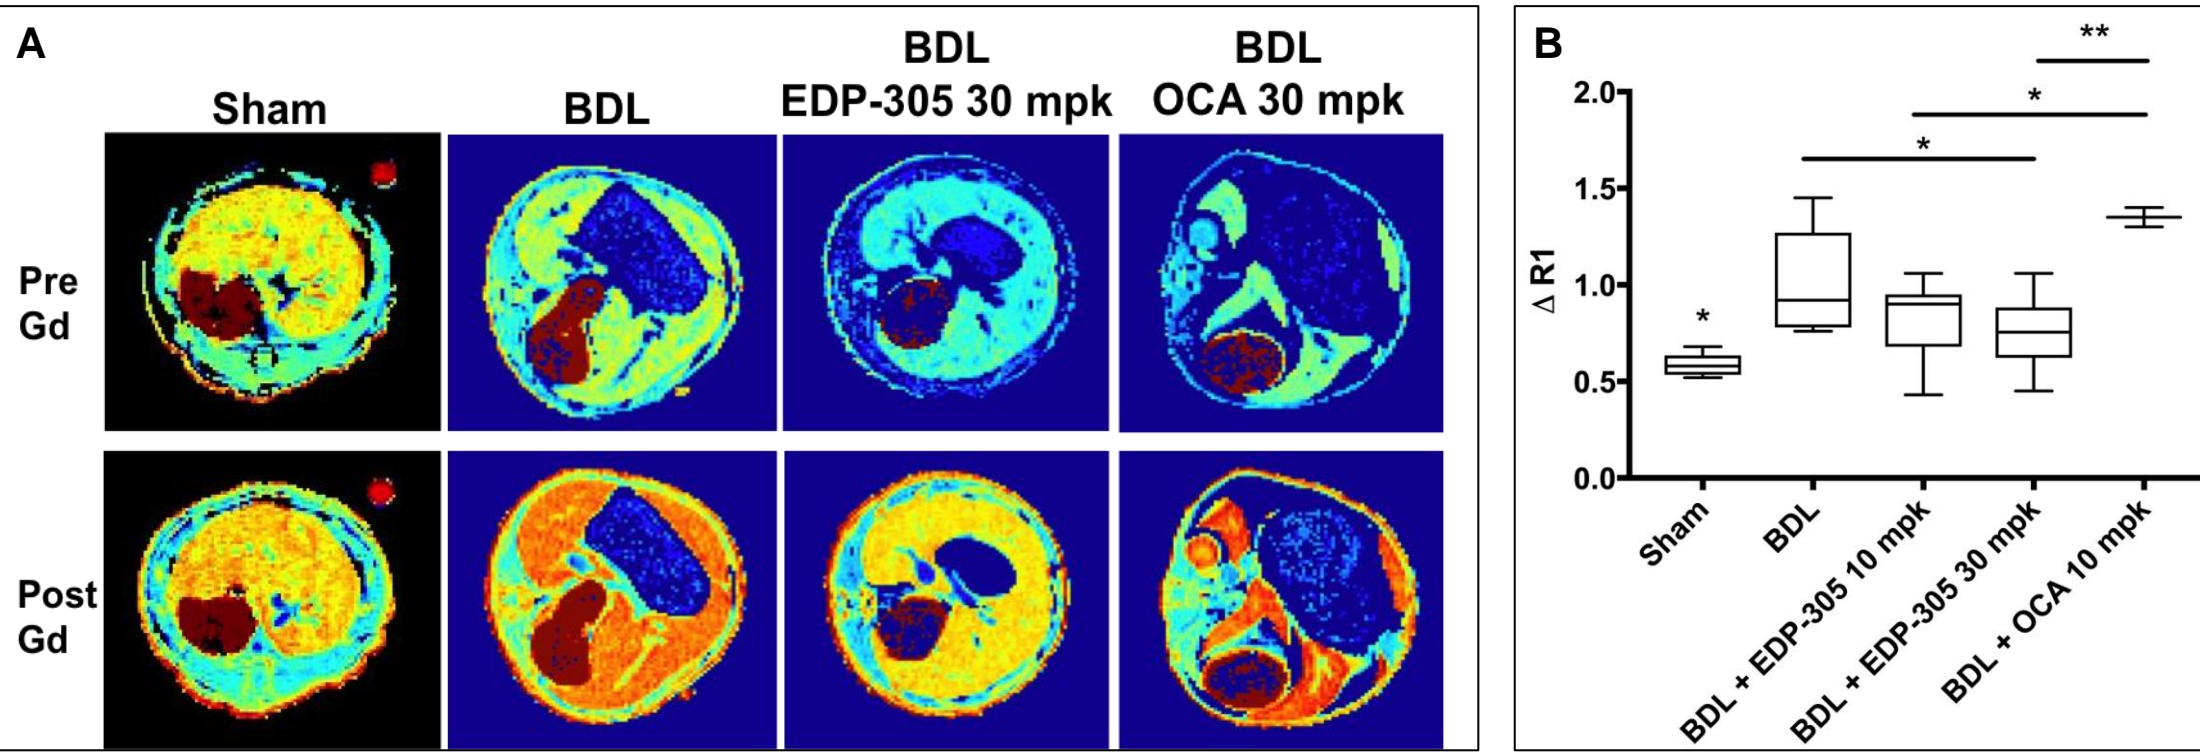 A
Sham
BDL
BDL
EDP-305 30 mpk
BDL
OCA 30 mpk
Pre
Gd
Post
Gd
B
**
*
*
*
Δ R1
2.0
1.5
1.0
0.5
0.0
Sham
BDL
BDL + EDP-305 10 mpk
BDL + EDP-305 30 mpk
BDL + OCA 10 mpk